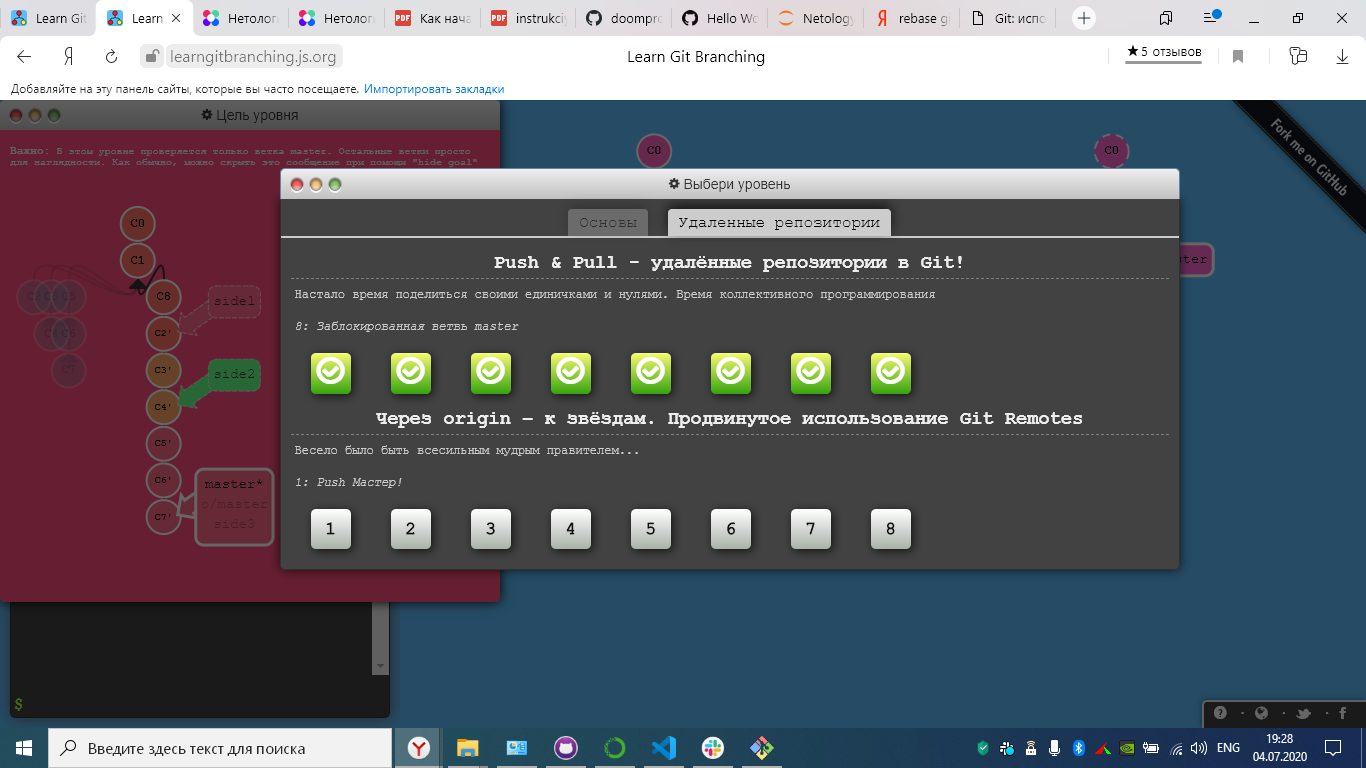 Learn Git
Learn
Нетолог
Нетолог
Как нача
instrukciy
doompro
Hello Wo
Netology
rebase gi
Git: испо
learngitbranching.js.org
Learn Git Branching
★ 5 отзывов
Добавляйте на эту панель сайты, которые вы часто посещаете. Импортировать закладки
Цель уровня
Важно: В этом уровне проверяется только ветка master. Остальные ветки просто
для наглядности. Как обычно, можно скрыть это сообщение при помощи "hide goal"
C0
C0
Fork me on GitHub
Выбери уровень
Основы
Удаленные репозитории
Push & Pull - удалённые репозитории в Git!
Настало время поделиться своими единичками и нулями. Время коллективного программирования
8: Заблокированная ветвь master
Через origin – к звёздам. Продвинутое использование Git Remotes
Весело было быть всесильным мудрым правителем...
1: Push Мастер!
1 2 3 4 5 6 7 8
C0
C1
C8
side1
C2'
C3'
side2
C4'
C5'
C6'
master*
o/master
side3
C7'
ter
$
Введите здесь текст для поиска
ENG
19:28
04.07.2020